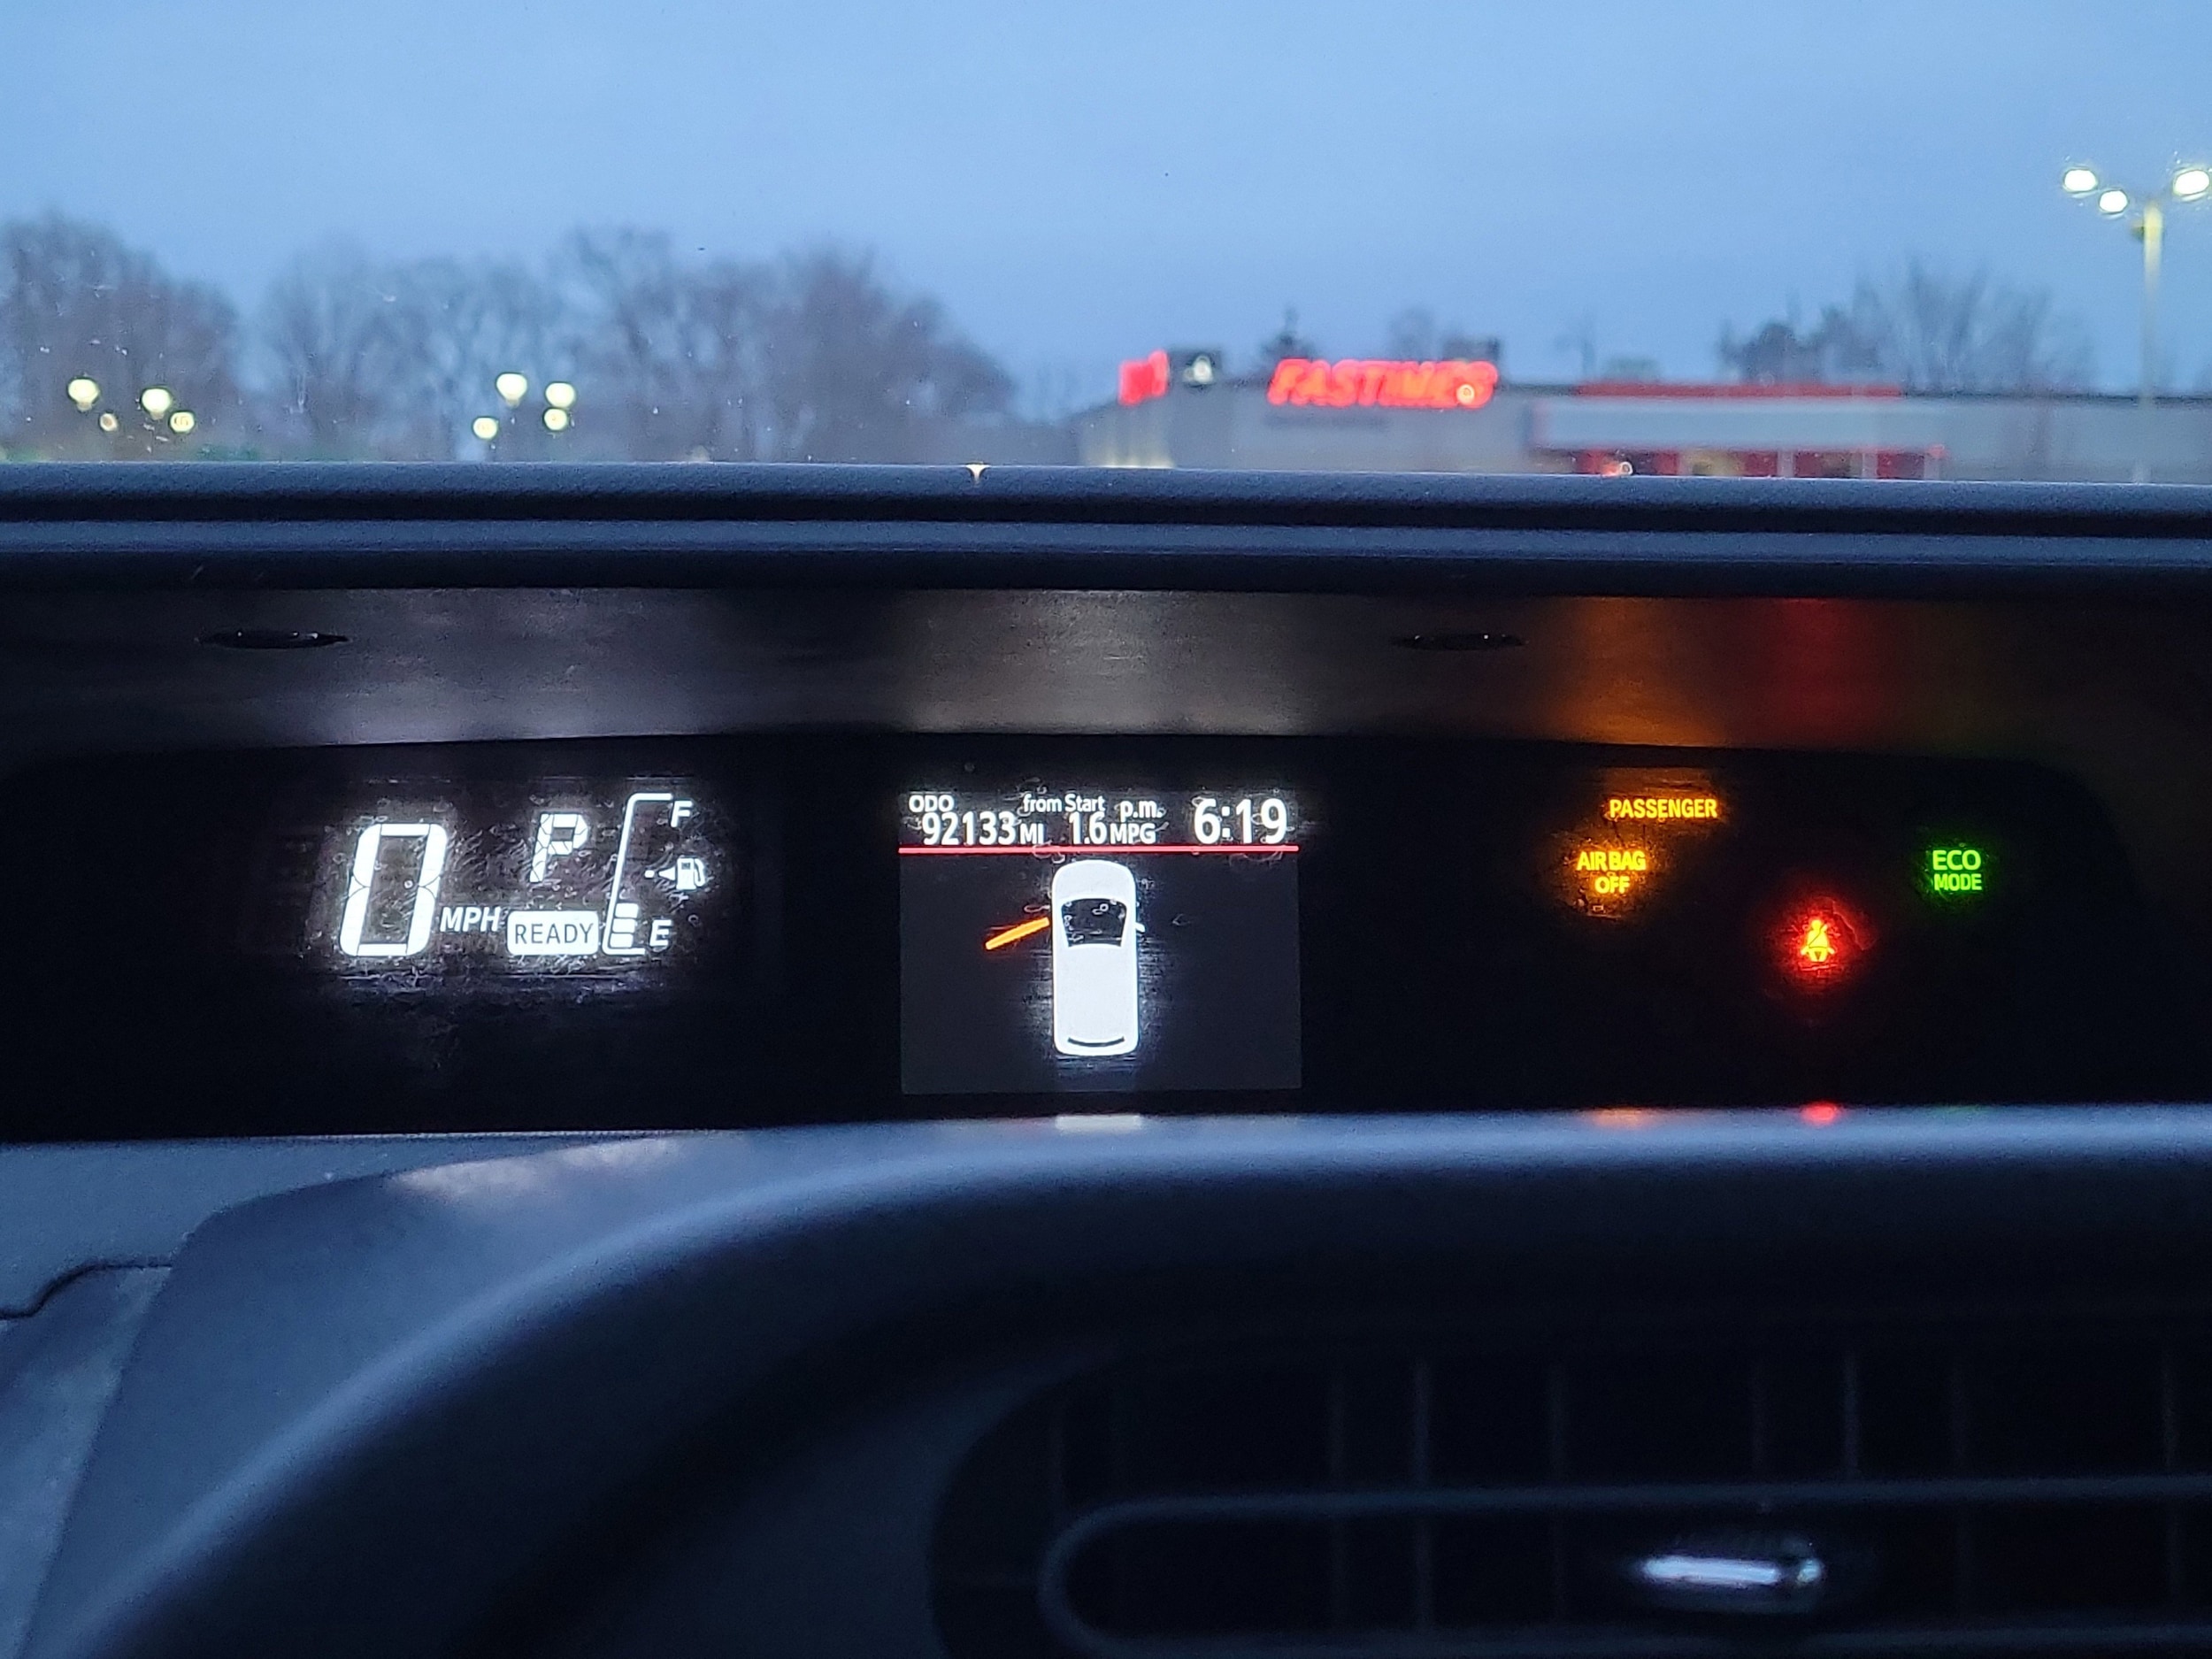 FASTIMES
0 MPH
P
READY
F
E
ODO
92133 MI
from Start
1.6 MPG
p.m.
6:19
PASSENGER
AIR BAG
OFF
ECO
MODE